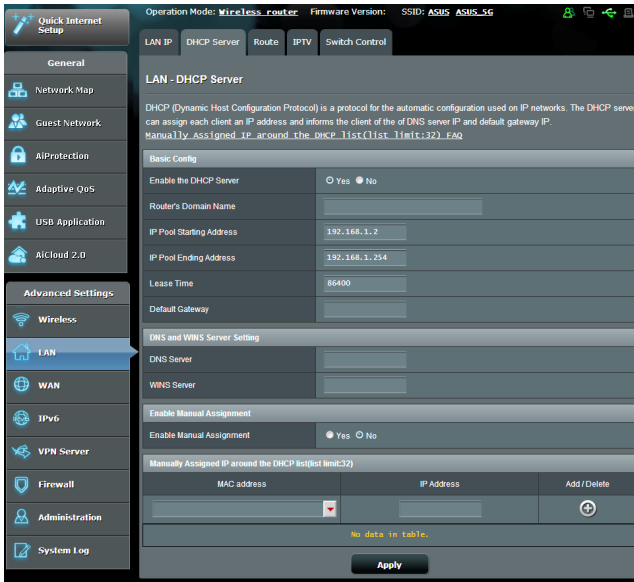 Quick Internet
Setup
General
Network Map
Guest Network
AiProtection
Adaptive QoS
USB Application
AiCloud 2.0
Advanced Settings
Wireless
LAN
WAN
IPv6
VPN Server
Firewall
Administration
System Log
Operation Mode: Wireless router Firmware Version: SSID: ASUS ASUS_5G
LAN IP DHCP Server Route IPTV Switch Control
LAN - DHCP Server
DHCP (Dynamic Host Configuration Protocol) is a protocol for the automatic configuration used on IP networks. The DHCP serve
can assign each client an IP address and informs the client of the of DNS server IP and default gateway IP.
Manually Assigned IP around the DHCP list(list limit:32) FAQ
Basic Config
Enable the DHCP Server Yes No
Router's Domain Name
IP Pool Starting Address 192.168.1.2
IP Pool Ending Address 192.168.1.254
Lease Time 86400
Default Gateway
DNS and WINS Server Setting
DNS Server
WINS Server
Enable Manual Assignment
Enable Manual Assignment Yes No
Manually Assigned IP around the DHCP list(list limit:32)
MAC address IP Address Add / Delete
No data in table.
Apply